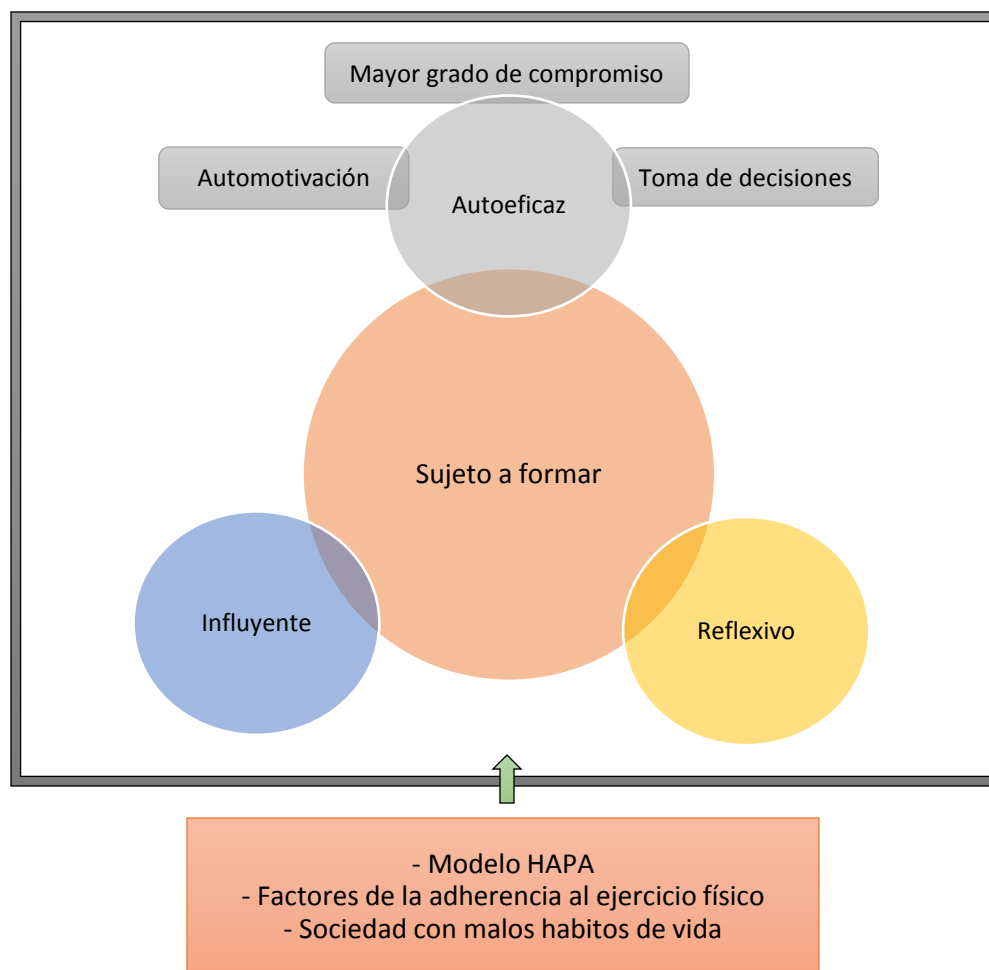 Mayor grado de compromiso
Automotivación
Toma de decisiones
Autoeficaz
Sujeto a formar
Influyente
Reflexivo
- Modelo HAPA
- Factores de la adherencia al ejercicio físico
- Sociedad con malos habitos de vida